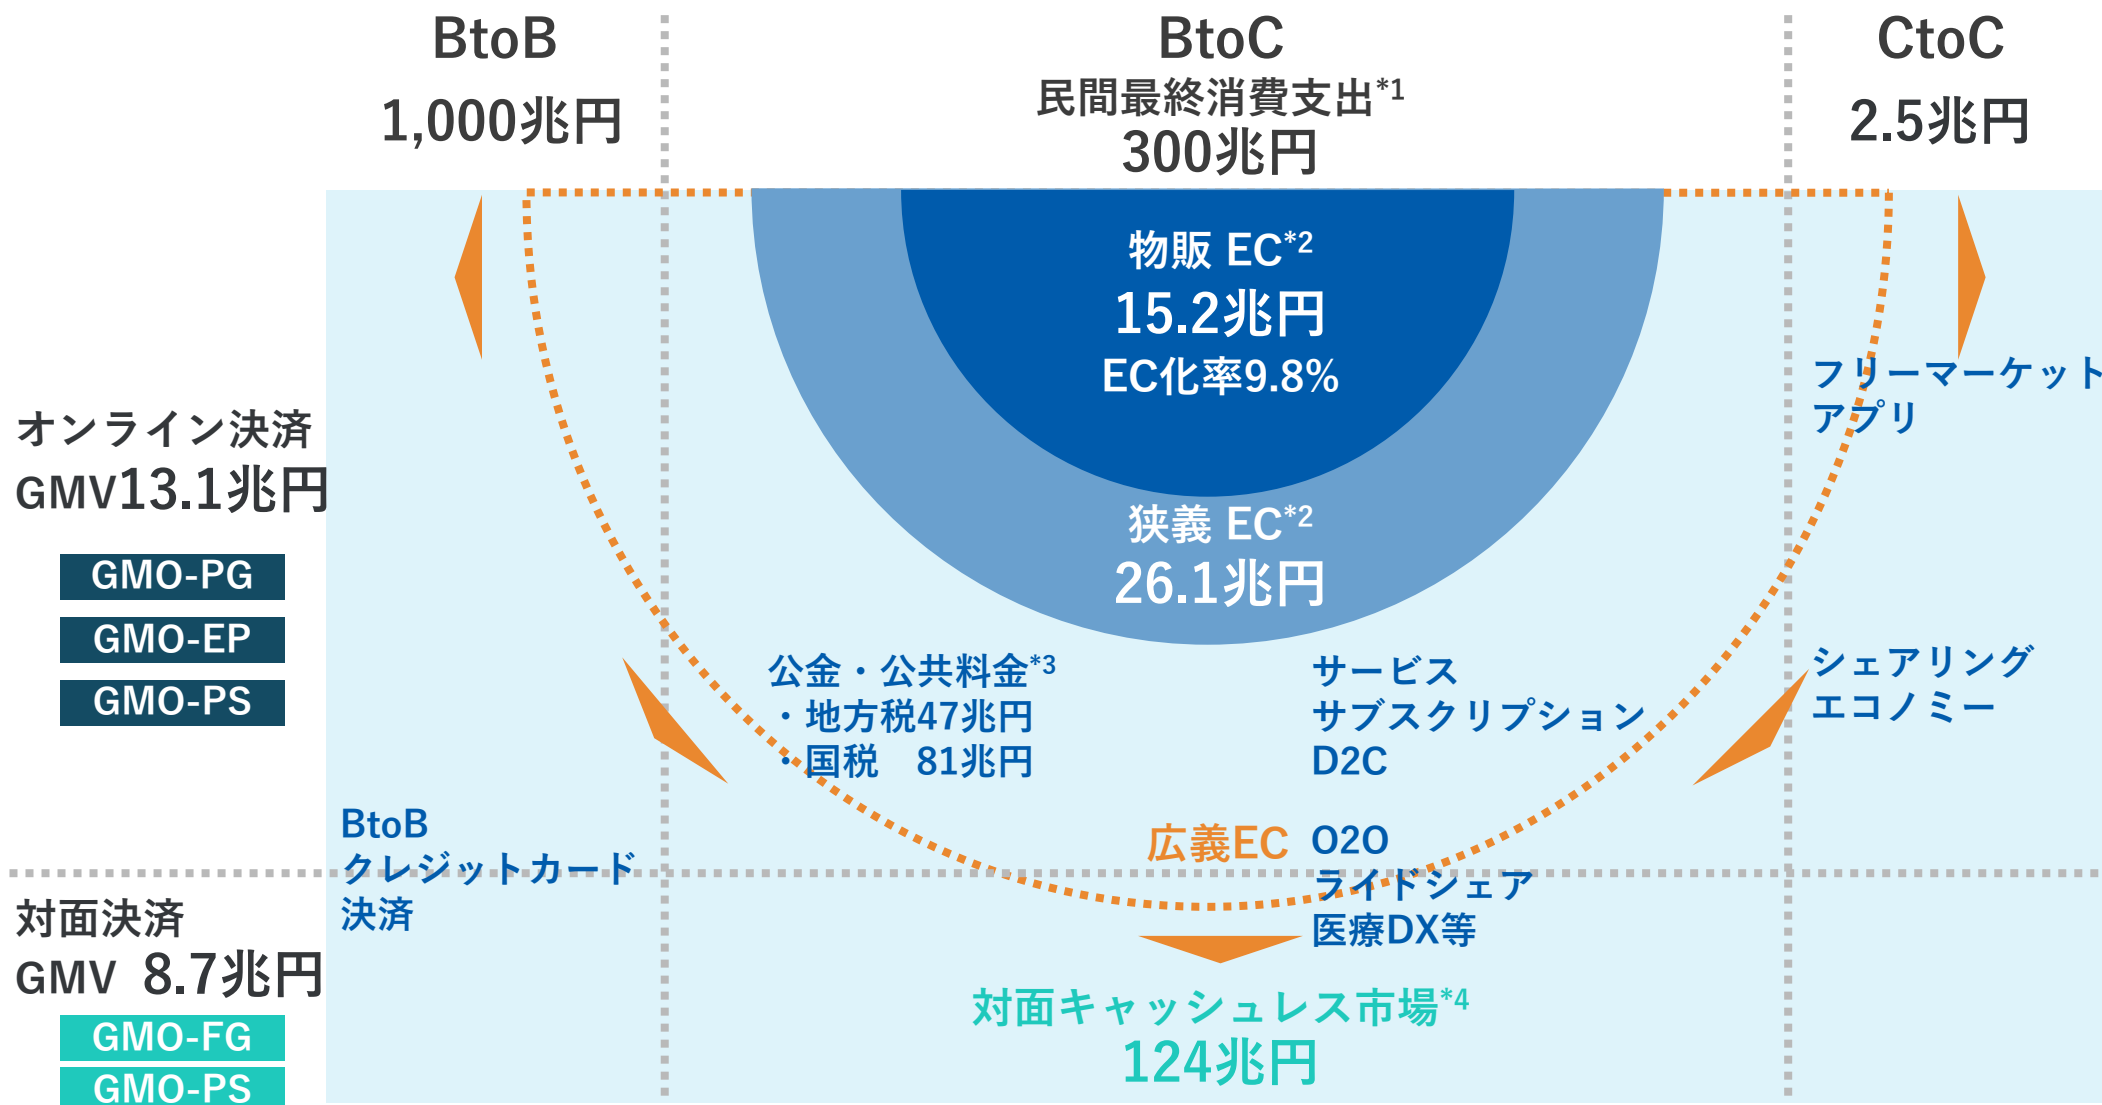 BtoB
1,000兆円
BtoC
民間最終消費支出*1
300兆円
CtoC
2.5兆円
物販 EC*2
15.2兆円
EC化率9.8%
狭義 EC*2
26.1兆円
オンライン決済
GMV13.1兆円
GMO-PG
GMO-EP
GMO-PS
フリーマーケット
アプリ
シェアリング
エコノミー
公金・公共料金*3
・地方税47兆円
・国税 81兆円
サービス
サブスクリプション
D2C
広義EC
O2O
ライドシェア
医療DX等
BtoB
クレジットカード
決済
対面決済
GMV 8.7兆円
GMO-FG
GMO-PS
対面キャッシュレス市場*4
124兆円